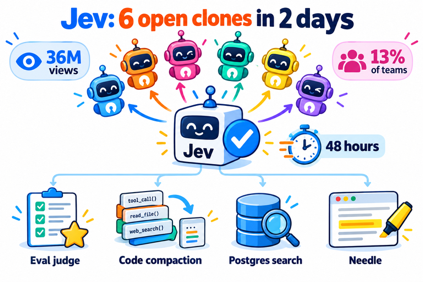 Jev: 6 open clones in 2 days
36M
views
13%
of teams
Jev
48 hours
tool_call()
read_file()
web_search()
Eval judge
Code compaction
Postgres search
Needle